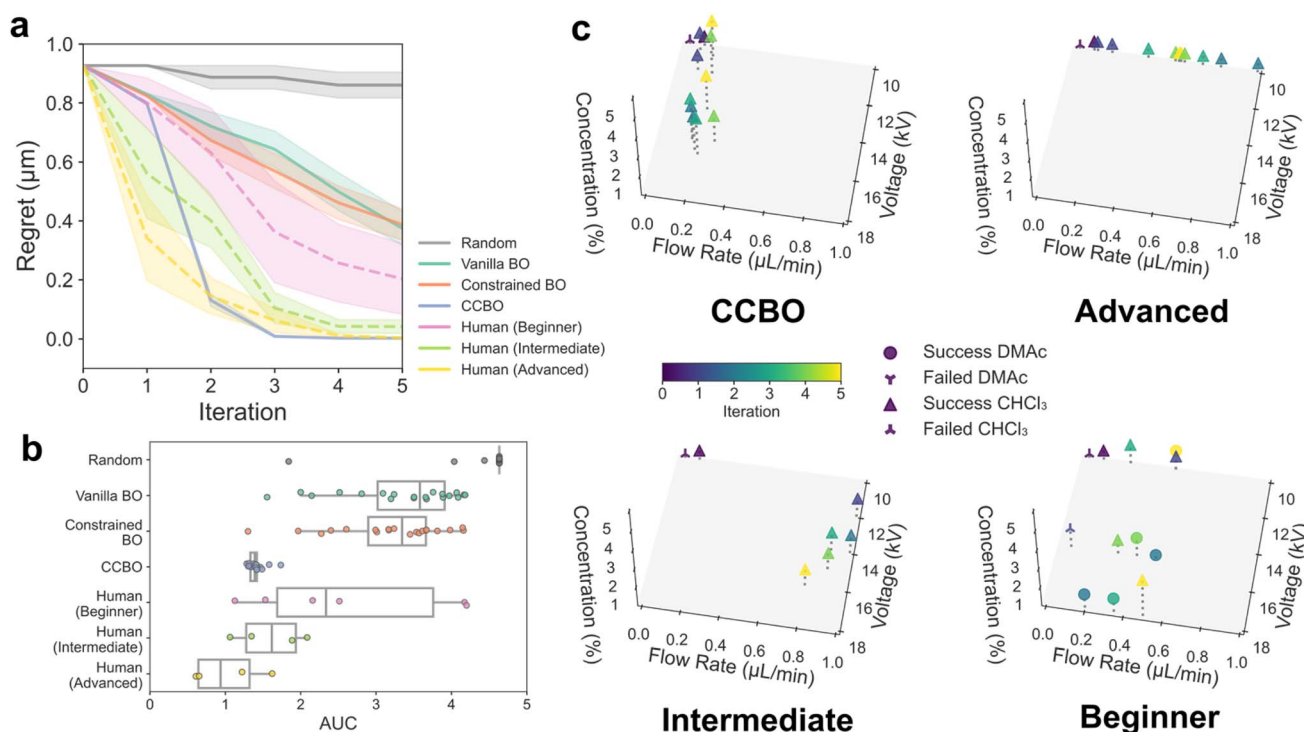 a
Regret (μm)
1.0
0.8
0.6
0.4
0.2
0.0
0
1
2
3
4
5
Iteration
Random
Vanilla BO
Constrained BO
CCBO
Human (Beginner)
Human (Intermediate)
Human (Advanced)
b
Random
Vanilla BO
Constrained
BO
CCBO
Human
(Beginner)
Human
(Intermediate)
Human
(Advanced)
0
1
2
3
4
5
AUC
c
Concentration (%)
5
4
3
2
1
0.0
0.2
0.4
0.6
0.8
1.0
Flow Rate (μL/min)
10
12
14
16
18
Voltage (kV)
CCBO
Concentration (%)
5
4
3
2
1
0.0
0.2
0.4
0.6
0.8
1.0
Flow Rate (μL/min)
10
12
14
16
18
Voltage (kV)
Advanced
0
1
2
3
4
5
Iteration
Success DMAc
Failed DMAc
Success CHCl₃
Failed CHCl₃
Concentration (%)
5
4
3
2
1
0.0
0.2
0.4
0.6
0.8
1.0
Flow Rate (μL/min)
10
12
14
16
18
Voltage (kV)
Intermediate
Concentration (%)
5
4
3
2
1
0.0
0.2
0.4
0.6
0.8
1.0
Flow Rate (μL/min)
10
12
14
16
18
Voltage (kV)
Beginner